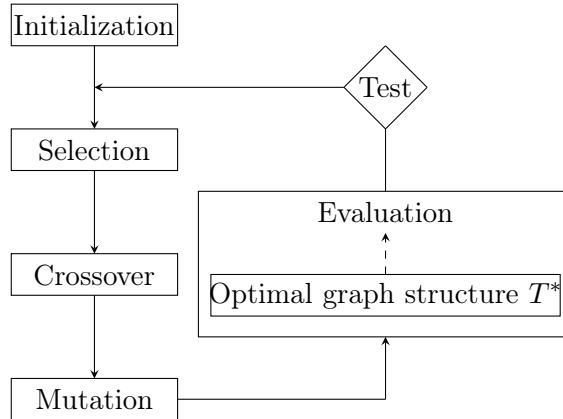 Initialization
Test
Selection
Evaluation
Crossover
Optimal graph structure T*
Mutation